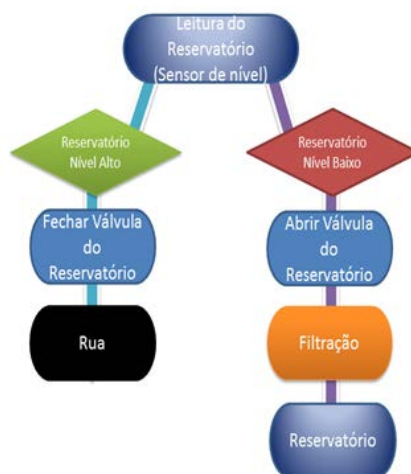 Leitura do
Reservatório
(Sensor de nível)
Reservatório
Nível Alto
Reservatório
Nível Baixo
Fechar Válvula
do
Reservatório
Abrir Válvula
do
Reservatório
Rua
Filtração
Reservatório